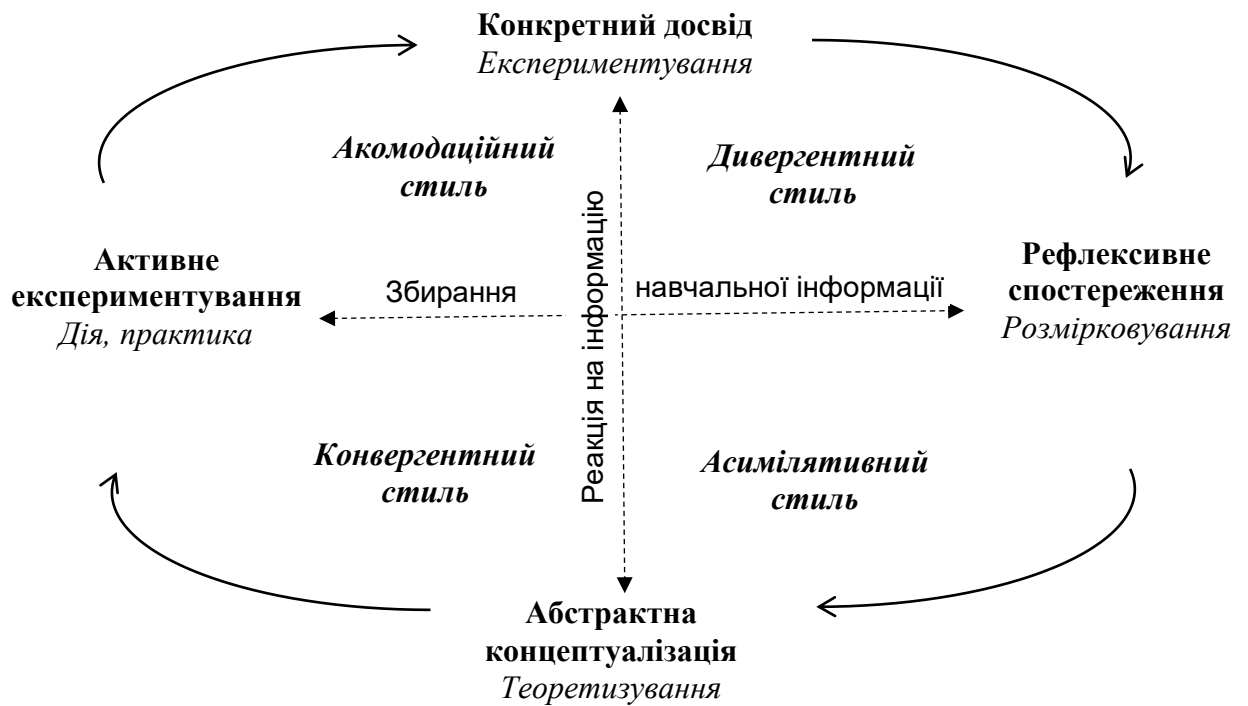 Конкретний досвід
Експериментування
Акомодаційний
стиль
Дивергентний
стиль
Активне
експериментування
Дія, практика
Збирання
Реакція на інформацію
навчальної інформації
Рефлексивне
спостереження
Розмірковування
Конвергентний
стиль
Асимілятивний
стиль
Абстрактна
концептуалізація
Теоретизування